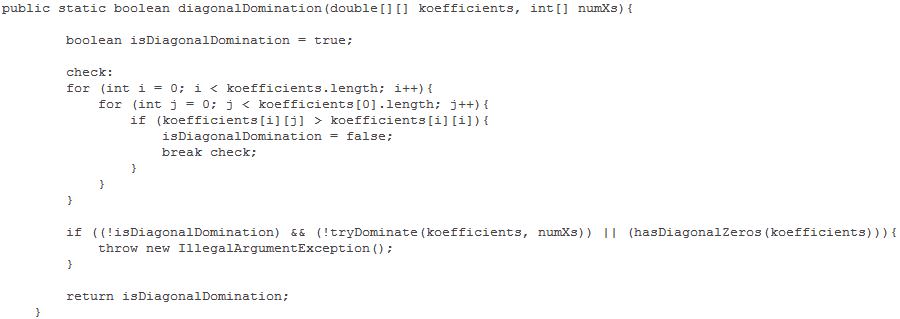 public static boolean diagonalDomination(double[][] koefficients, int[] numXs){
boolean isDiagonalDomination = true;
check:
for (int i = 0; i < koefficients.length; i++){
for (int j = 0; j < koefficients[0].length; j++){
if (koefficients[i][j] > koefficients[i][i]){
isDiagonalDomination = false;
break check;
}
}
}
if ((!isDiagonalDomination) && (!tryDominate(koefficients, numXs)) || (hasDiagonalZeros(koefficients))){
throw new IllegalArgumentException();
}
return isDiagonalDomination;
}